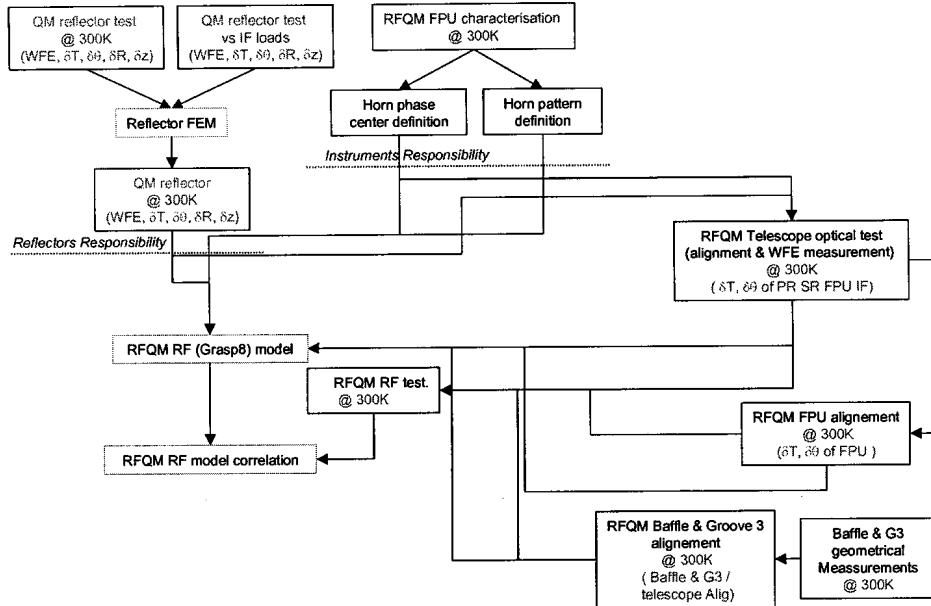 QM reflector test
@ 300K
(WFE, δT, δθ, δR, δz)
QM reflector test
vs IF loads
(WFE, δT, δθ, δR, δz)
RFQM FPU characterisation
@ 300K
Reflector FEM
Horn phase
center definition
Horn pattern
definition
Instruments Responsibility
QM reflector
@ 300K
(WFE, δT, δθ, δR, δz)
Reflectors Responsibility
RFQM Telescope optical test
(alignment & WFE measurement)
@ 300K
( δT, δθ of PR SR FPU IF)
RFQM RF (Grasp8) model
RFQM RF test.
@ 300K
RFQM FPU alignement
@ 300K
(δT, δθ of FPU )
RFQM RF model correlation
RFQM Baffle & Groove 3
alignement
@ 300K
( Baffle & G3 /
telescope Alig)
Baffle & G3
geometrical
Meassurements
@ 300K